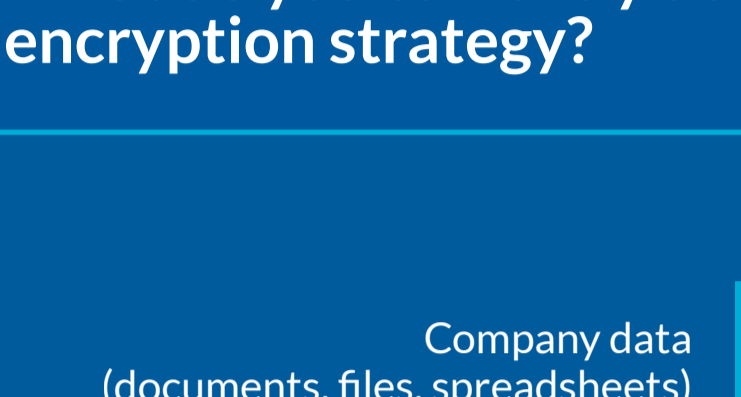 encryption strategy?
Company data
(documents, files, spreadsheets)